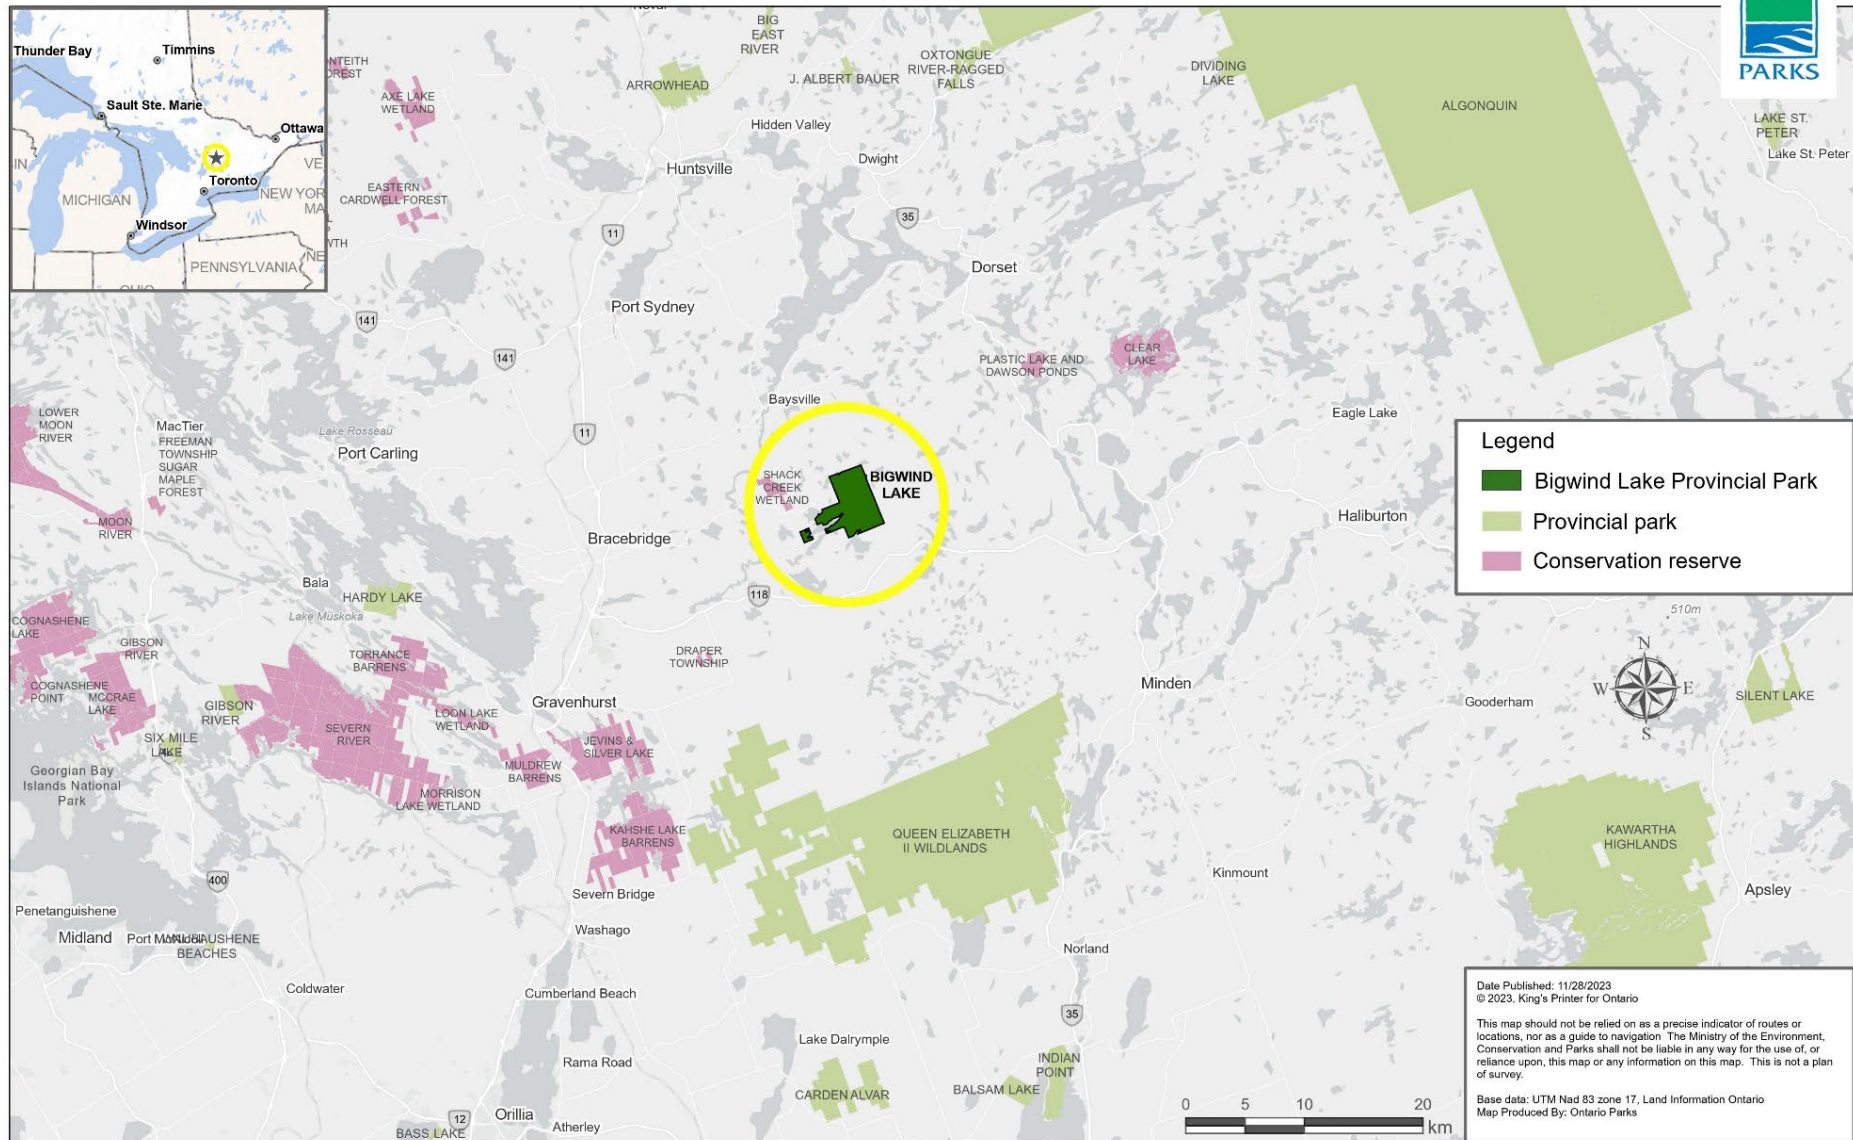 Thunder Bay
Timmins
Sault Ste. Marie
Ottawa
Toronto
MICHIGAN
NEW YOR
MA
VE
IN
Windsor
PENNSYLVANIA
NE
OHIO
WTH
NTEITH
OREST
AXE LAKE
WETLAND
EASTERN
CARDWELL FOREST
BIG
EAST
RIVER
ARROWHEAD
J. ALBERT BAUER
OXTONGUE
RIVER-RAGGED
FALLS
DIVIDING
LAKE
ALGONQUIN
PARKS
LAKE ST.
PETER
Lake St. Peter
Hidden Valley
Huntsville
Dwight
35
11
Dorset
Port Sydney
141
141
PLASTIC LAKE AND
DAWSON PONDS
CLEAR
LAKE
Baysville
Eagle Lake
LOWER
MOON
RIVER
MacTier
FREEMAN
TOWNSHIP
SUGAR
MAPLE
FOREST
Lake Rosseau
Port Carling
11
SHACK
CREEK
WETLAND
BIGWIND
LAKE
Legend
Bigwind Lake Provincial Park
Provincial park
Conservation reserve
MOON
RIVER
Bracebridge
Haliburton
Bala
HARDY LAKE
Lake Muskoka
118
510m
COGNASHENE
LAKE
GIBSON
RIVER
TORRANCE
BARRENS
DRAPER
TOWNSHIP
N
W
E
S
COGNASHENE
POINT
MCCRAE
LAKE
GIBSON
RIVER
LOON LAKE
WETLAND
Gravenhurst
Minden
Gooderham
SILENT LAKE
SEVERN
RIVER
SIX MILE
LAKE
JEVINS &
SILVER LAKE
MULDREW
BARRENS
Georgian Bay
Islands National
Park
MORRISON
LAKE WETLAND
KAHSHE LAKE
BARRENS
QUEEN ELIZABETH
II WILDLANDS
KAWARTHA
HIGHLANDS
400
Severn Bridge
Kinmount
Apsley
Penetanguishene
Midland
BEACHES
Washago
Norland
Coldwater
Cumberland Beach
35
Lake Dalrymple
Rama Road
INDIAN
POINT
CARDEN ALVAR
BALSAM LAKE
12
Orillia
BASS LAKE
Atherley
0 5 10 20
km
Date Published: 11/28/2023
© 2023, King's Printer for Ontario
This map should not be relied on as a precise indicator of routes or
locations, nor as a guide to navigation The Ministry of the Environment,
Conservation and Parks shall not be liable in any way for the use of, or
reliance upon, this map or any information on this map. This is not a plan
of survey.
Base data: UTM Nad 83 zone 17, Land Information Ontario
Map Produced By: Ontario Parks